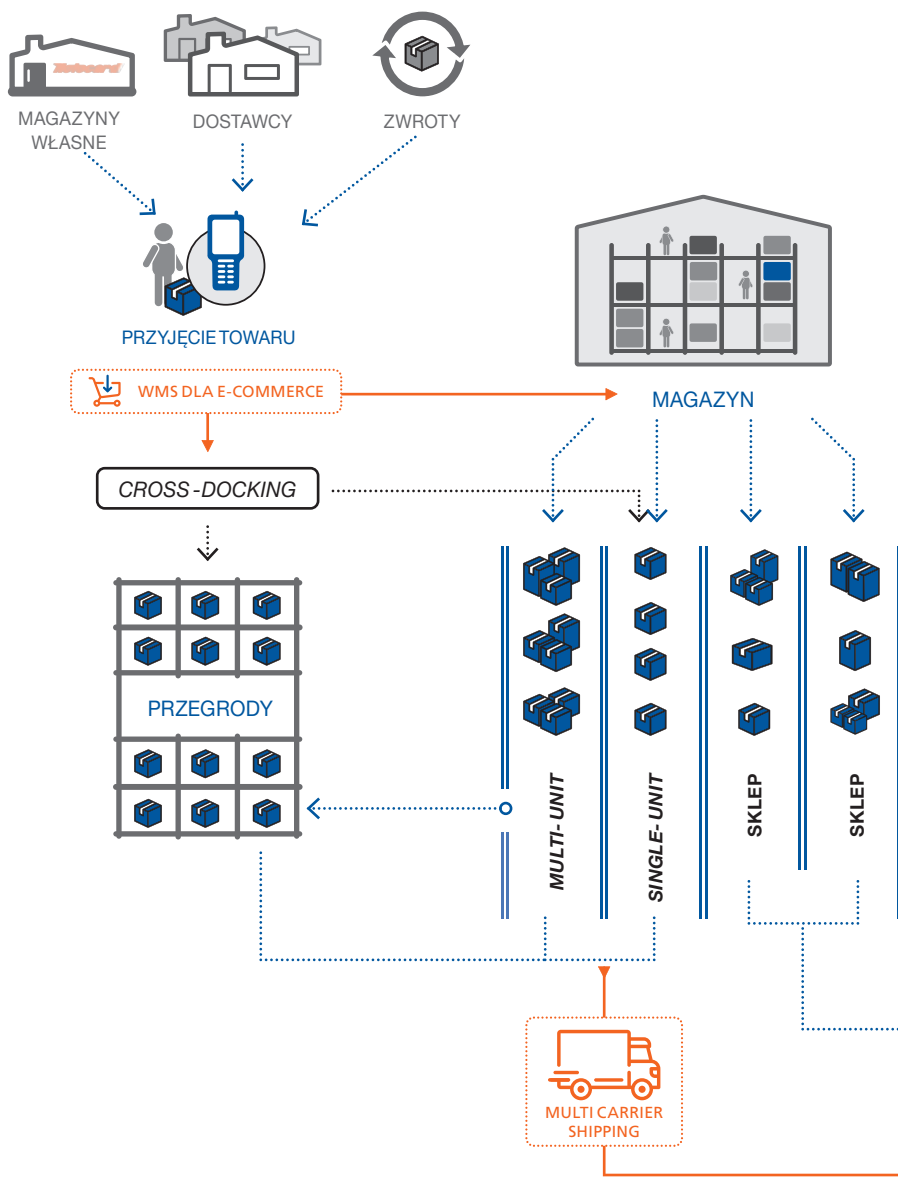 MAGAZYNY
WŁASNE
DOSTAWCY
ZWROTY
PRZYJĘCIE TOWARU
WMS DLA E-COMMERCE
MAGAZYN
CROSS-DOCKING
PRZEGRODY
MULTI-UNIT
SINGLE-UNIT
SKLEP
SKLEP
MULTI CARRIER
SHIPPING